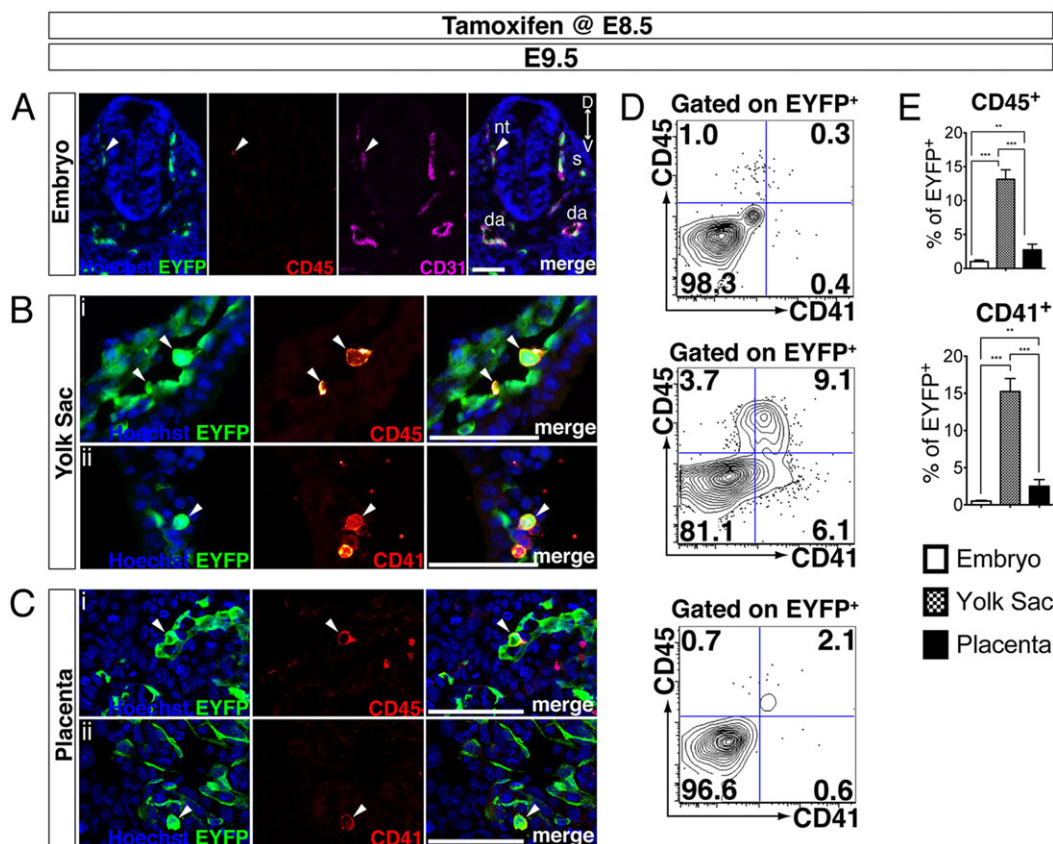 Tamoxifen @ E8.5
E9.5
A
Embryo
Hoechst EYFP
CD45
CD31
nt
D
V
s
da
da
merge
B
Yolk Sac
i
Hoechst EYFP
CD45
merge
ii
Hoechst EYFP
CD41
merge
C
Placenta
i
Hoechst EYFP
CD45
merge
ii
Hoechst EYFP
CD41
merge
D
Gated on EYFP+
CD45
1.0 0.3
98.3 0.4
CD41
Gated on EYFP+
CD45
3.7 9.1
81.1 6.1
CD41
Gated on EYFP+
CD45
0.7 2.1
96.6 0.6
CD41
E
CD45+
% of EYFP+
20
15
10
5
0
**
***
***
CD41+
% of EYFP+
20
15
10
5
0
**
***
***
Embryo
Yolk Sac
Placenta